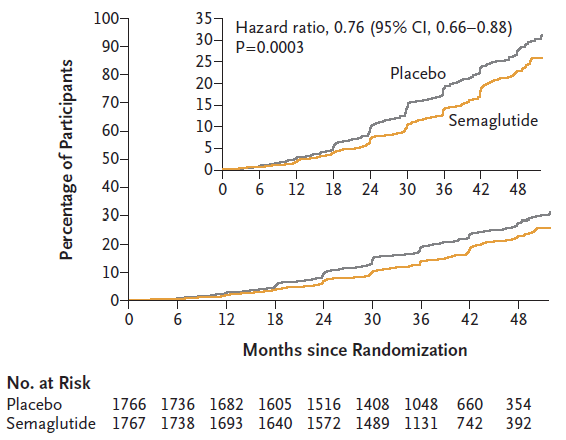 100
90
80
70
60
50
40
30
20
10
0
Percentage of Participants
35
30
25
20
15
10
5
0
Hazard ratio, 0.76 (95% CI, 0.66–0.88)
P=0.0003
Placebo
Semaglutide
0 6 12 18 24 30 36 42 48
0 6 12 18 24 30 36 42 48
Months since Randomization
No. at Risk
Placebo 1766 1736 1682 1605 1516 1408 1048 660 354
Semaglutide 1767 1738 1693 1640 1572 1489 1131 742 392